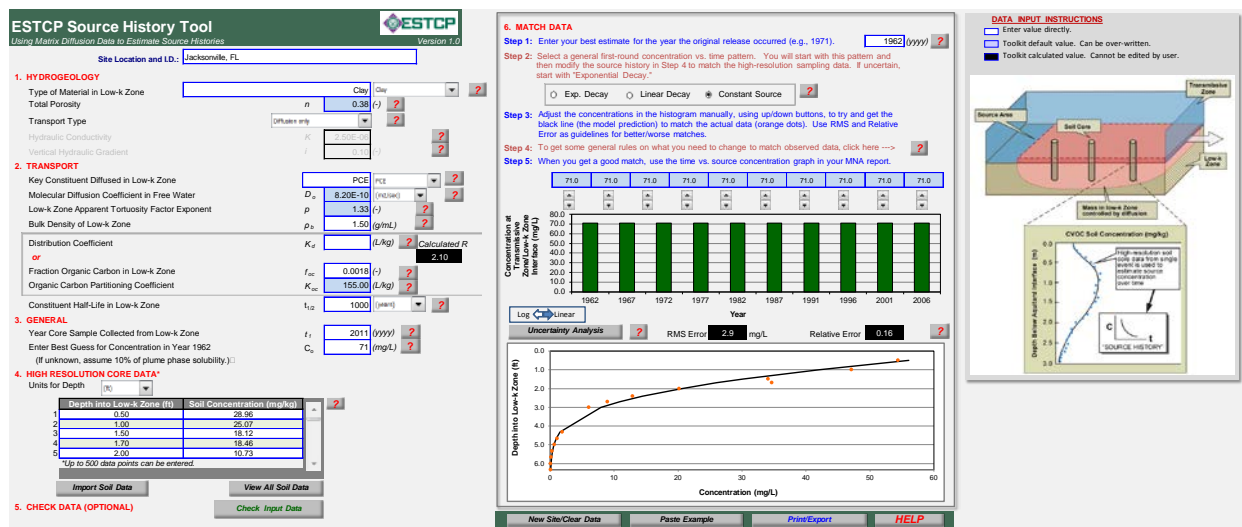 ESTCP Source History Tool
Using Matrix Diffusion Data to Estimate Source Histories
Version 1.0
ESTCP
Site Location and I.D.: Jacksonville, FL
1. HYDROGEOLOGY
Type of Material in Low-k Zone Clay Clay ?
Total Porosity n 0.38 (-) ?
Transport Type Diffusion only ?
Hydraulic Conductivity K 2.50E-06 ?
Vertical Hydraulic Gradient i 0.10 (-) ?
2. TRANSPORT
Key Constituent Diffused in Low-k Zone PCE PCE ?
Molecular Diffusion Coefficient in Free Water Do 8.20E-10 (m2/sec) ?
Low-k Zone Apparent Tortuosity Factor Exponent p 1.33 (-) ?
Bulk Density of Low-k Zone ρb 1.50 (g/mL) ?
Distribution Coefficient Kd (L/kg) ? Calculated R
or 2.10
Fraction Organic Carbon in Low-k Zone foc 0.0018 (-) ?
Organic Carbon Partitioning Coefficient Koc 155.00 (L/kg) ?
Constituent Half-Life in Low-k Zone t1/2 1000 (years) ?
3. GENERAL
Year Core Sample Collected from Low-k Zone t1 2011 (yyyy) ?
Enter Best Guess for Concentration in Year 1962 Co 71 (mg/L) ?
(If unknown, assume 10% of plume phase solubility.)
4. HIGH RESOLUTION CORE DATA*
Units for Depth (ft)
Depth into Low-k Zone (ft) Soil Concentration (mg/kg) ?
1 0.50 28.96
2 1.00 25.07
3 1.50 18.12
4 1.70 18.46
5 2.00 10.73
*Up to 500 data points can be entered.
Import Soil Data View All Soil Data
5. CHECK DATA (OPTIONAL) Check Input Data
6. MATCH DATA
Step 1: Enter your best estimate for the year the original release occurred (e.g., 1971). 1962 (yyyy) ?
Step 2: Select a general first-round concentration vs. time pattern. You will start with this pattern and
then modify the source history in Step 4 to match the high-resolution sampling data. If uncertain,
start with "Exponential Decay."
Exp. Decay Linear Decay Constant Source ?
Step 3: Adjust the concentrations in the histogram manually, using up/down buttons, to try and get the
black line (the model prediction) to match the actual data (orange dots). Use RMS and Relative
Error as guidelines for better/worse matches.
Step 4: To get some general rules on what you need to change to match observed data, click here ---> ?
Step 5: When you get a good match, use the time vs. source concentration graph in your MNA report.
71.0 71.0 71.0 71.0 71.0 71.0 71.0 71.0 71.0
Concentration at
Transmissive
Zone/Low-k Zone
Interface (mg/L)
80.0
70.0
60.0
50.0
40.0
30.0
20.0
10.0
0.0
1962 1967 1972 1977 1982 1987 1991 1996 2001 2006
Year
Log Linear
Uncertainty Analysis ? RMS Error 2.9 mg/L Relative Error 0.16 ?
Depth into Low-k Zone (ft)
0.0
1.0
2.0
3.0
4.0
5.0
6.0
0 10 20 30 40 50 60
Concentration (mg/L)
New Site/Clear Data Paste Example Print/Export HELP
DATA INPUT INSTRUCTIONS
Enter value directly.
Toolkit default value. Can be over-written.
Toolkit calculated value. Cannot be edited by user.
Transmissive
Zone
Source Area
Soil Core
Low-k
Zone
Mass in low-k zone
controlled by diffusion
CVOC Soil Concentration (mg/kg)
Depth Below Aquitard Interface (m)
0.0
0.5
1.0
1.5
2.0
2.5
3.0
High-resolution soil
core data from single
event is used to
estimate source
concentration
over time
C
t
"SOURCE HISTORY"